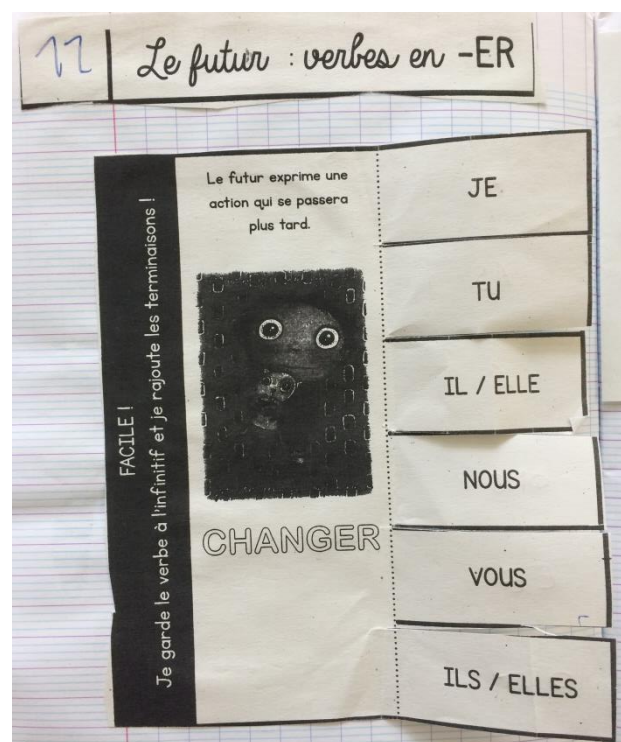 11
Le futur : verbes en -ER
FACILE !
Je garde le verbe à l'infinitif et je rajoute les terminaisons !
Le futur exprime une
action qui se passera
plus tard.
CHANGER
JE
TU
IL / ELLE
NOUS
VOUS
ILS / ELLES